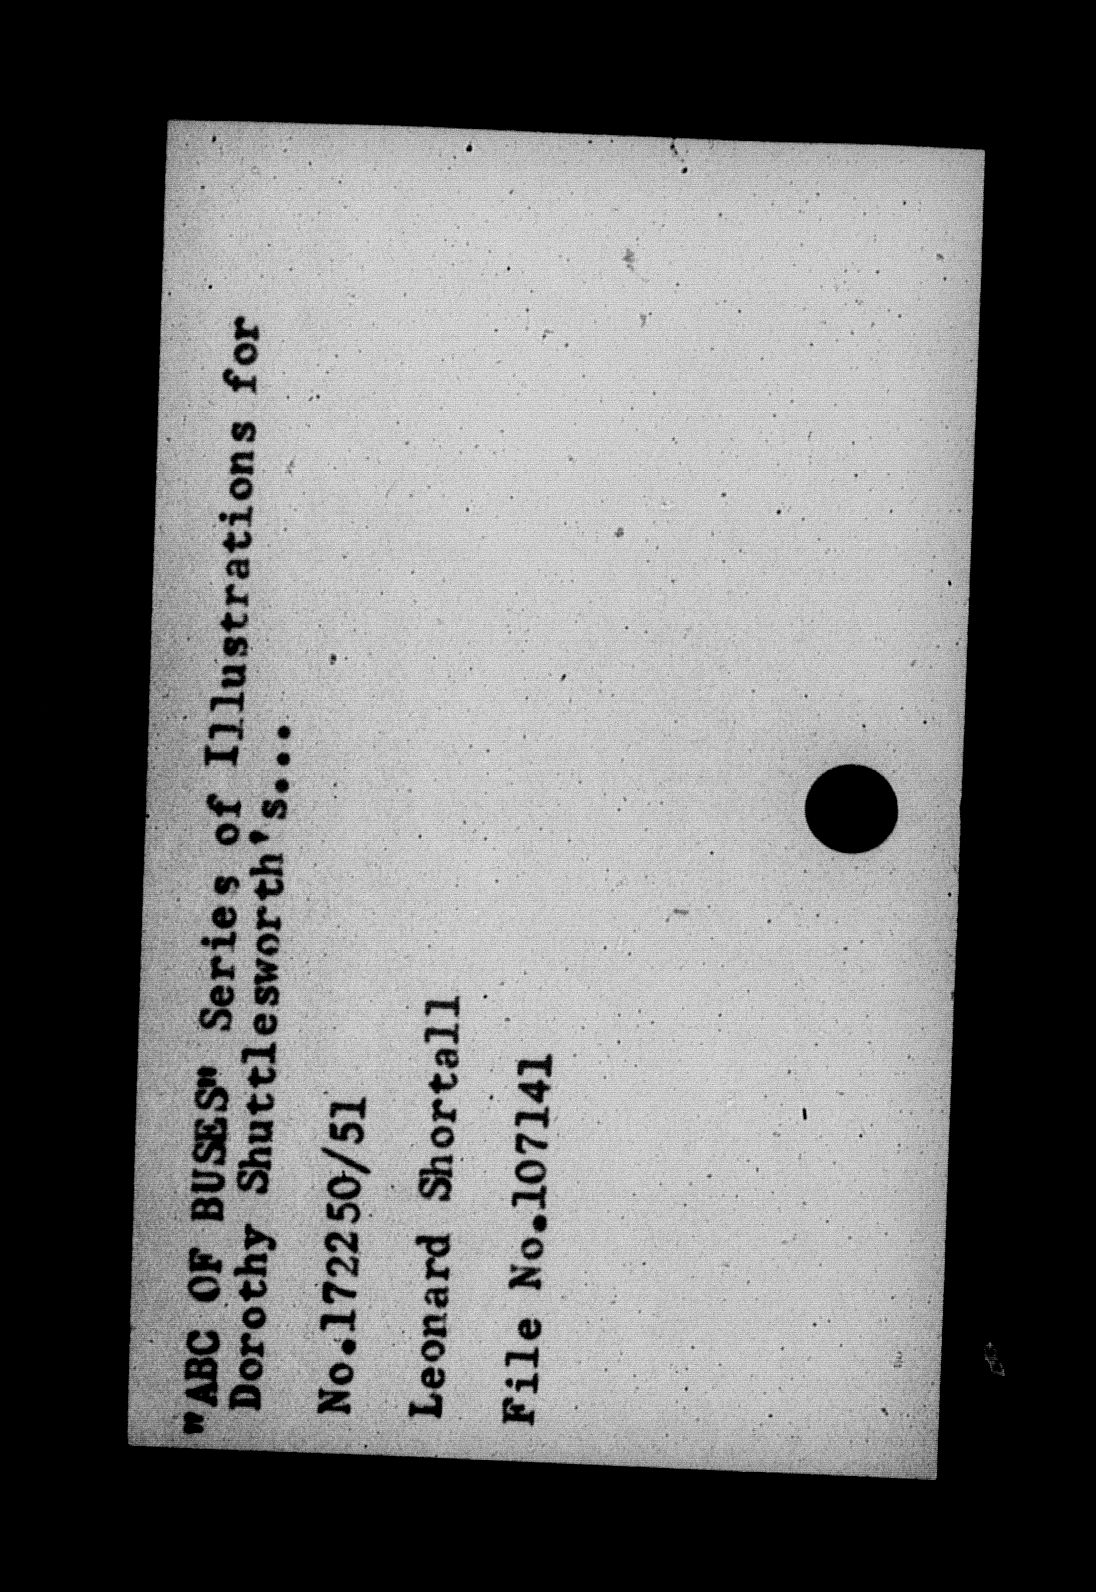 "ABC OF BUSES" Series of Illustrations for
Dorothy Shuttlesworth's...
No.172250/51
Leonard Shortall
File No.107141